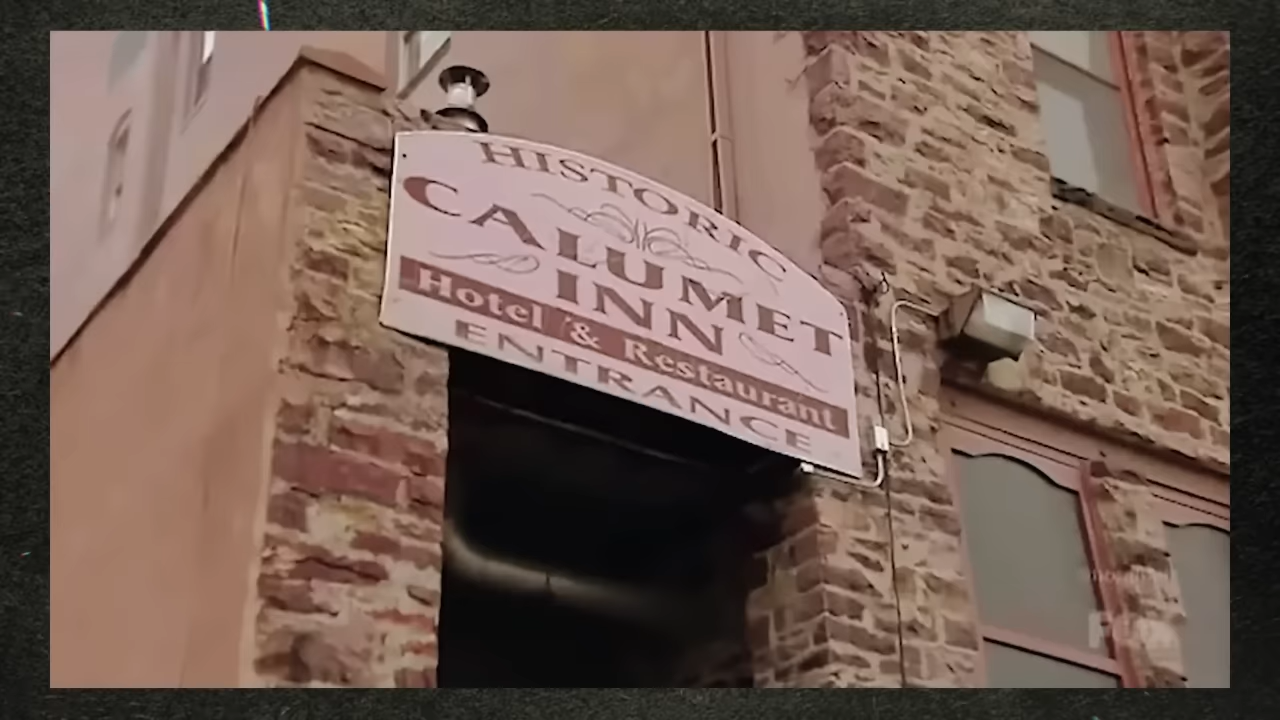 HISTORIC
CALUMET
INN
Hotel & Restaurant
ENTRANCE